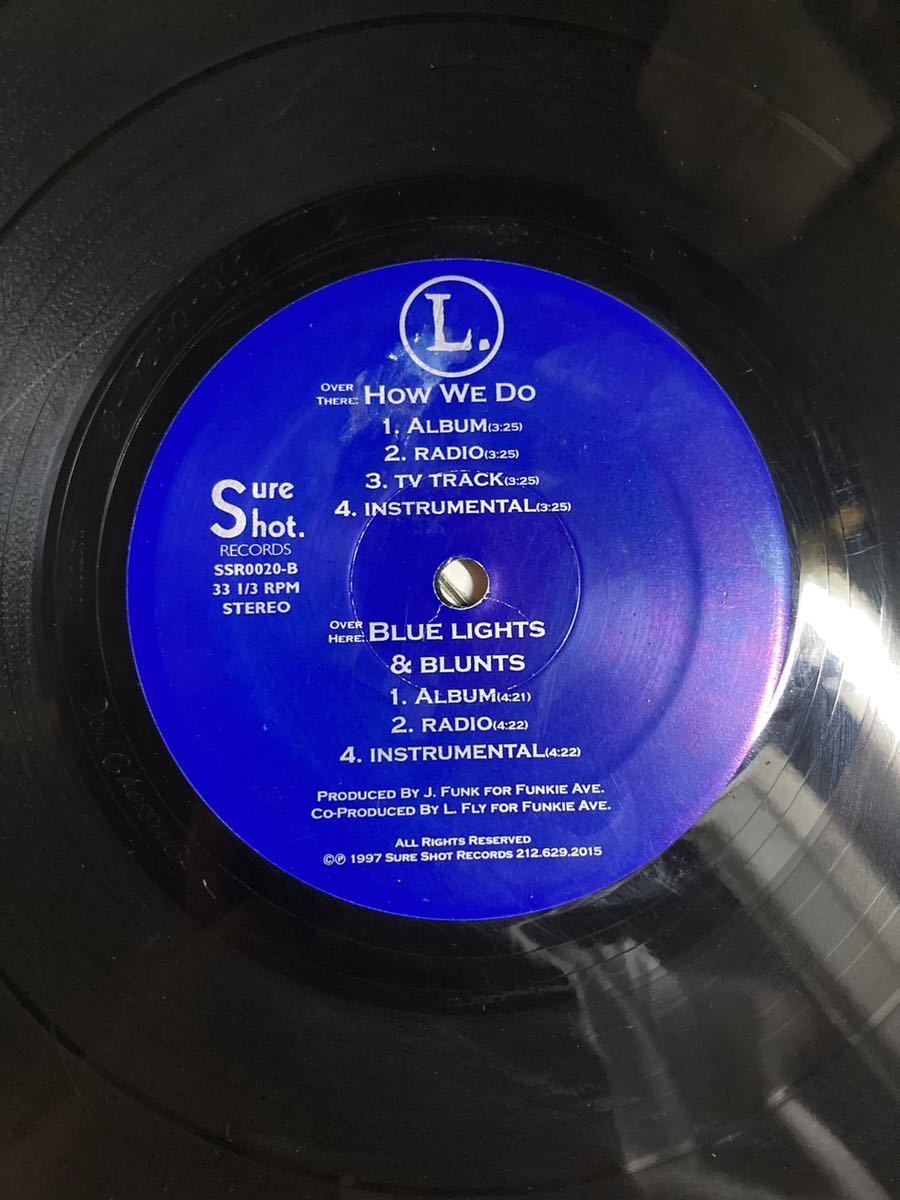 L.
OVER THERE: HOW WE DO
1. ALBUM(3:25)
2. RADIO(3:25)
3. TV TRACK(3:25)
4. INSTRUMENTAL(3:25)
Sure
Shot.
RECORDS
SSR0020-B
33 1/3 RPM
STEREO
OVER HERE: BLUE LIGHTS
& BLUNTS
1. ALBUM(4:21)
2. RADIO(4:22)
4. INSTRUMENTAL(4:22)
PRODUCED BY J. FUNK FOR FUNKIE AVE.
CO-PRODUCED BY L. FLY FOR FUNKIE AVE.
ALL RIGHTS RESERVED
©℗ 1997 SURE SHOT RECORDS 212.629.2015